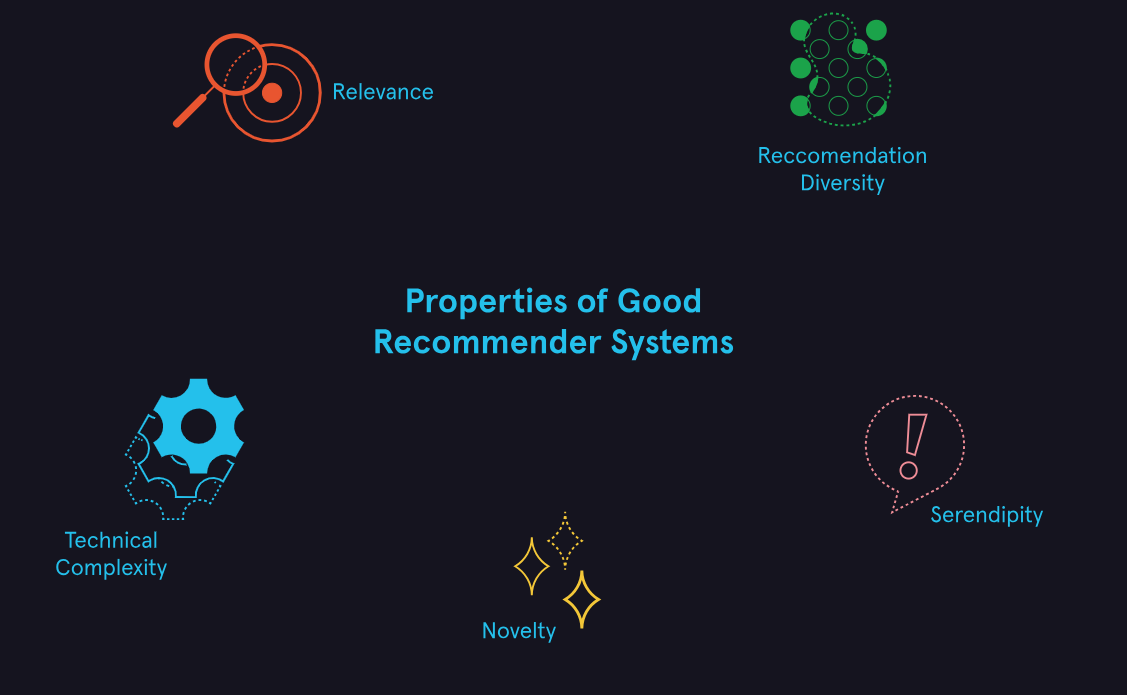 Relevance
Reccomendation
Diversity
Properties of Good
Recommender Systems
Technical
Complexity
Serendipity
Novelty